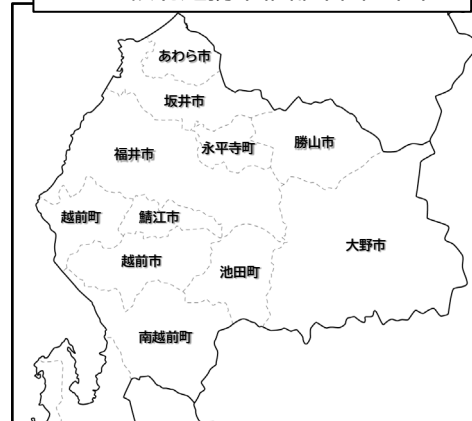 あわら市
坂井市
永平寺町
勝山市
福井市
越前町
鯖江市
大野市
越前市
池田町
南越前町